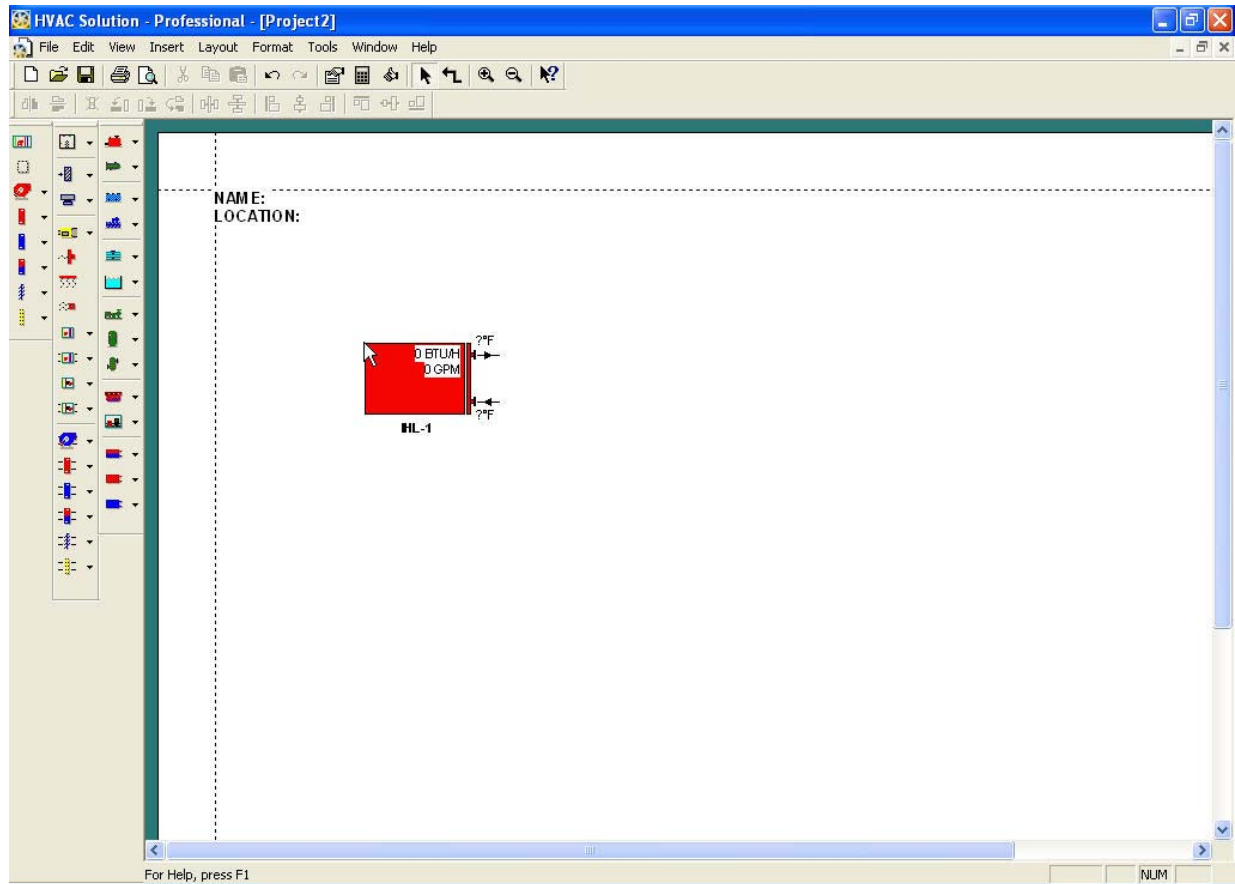 HVAC Solution - Professional - [Project2]
File Edit View Insert Layout Format Tools Window Help
NAME:
LOCATION:
?°F
0 BTU/H
0 GPM
?°F
IHL-1
For Help, press F1
NUM